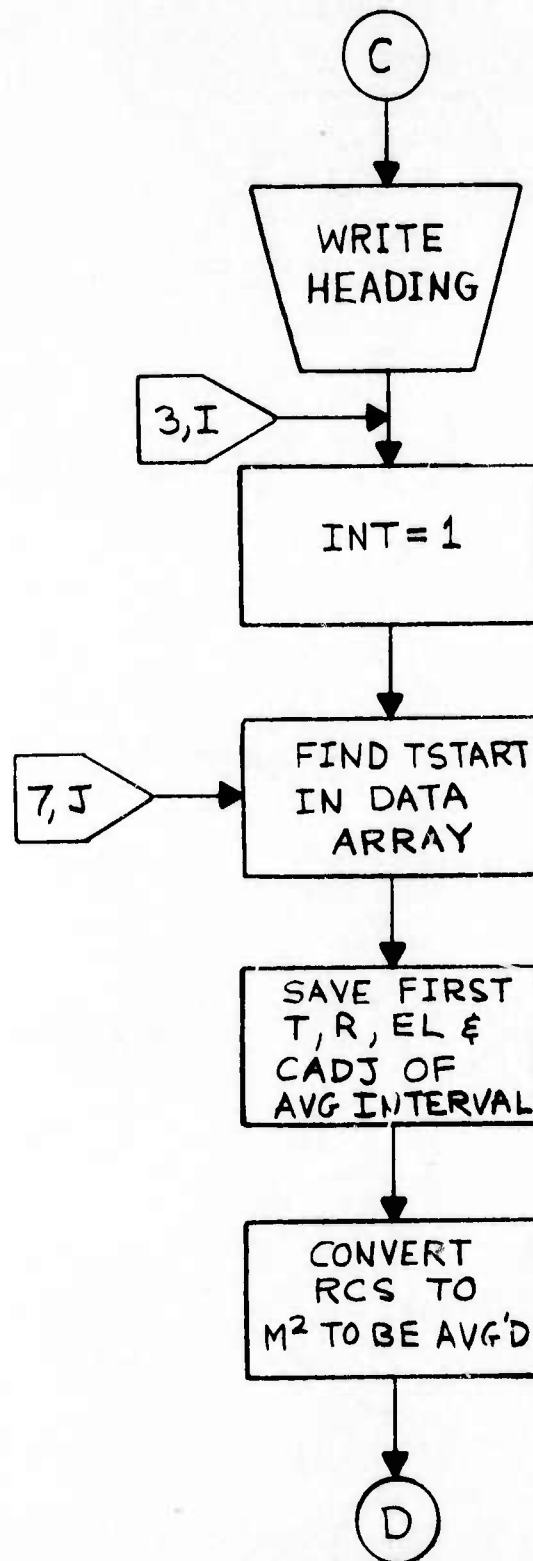 C
WRITE
HEADING
3,I
INT = 1
FIND TSTART
IN DATA
ARRAY
7,J
SAVE FIRST
T, R, EL &
CADJ OF
AVG INTERVAL
CONVERT
RCS TO
M² TO BE AVG'D
D